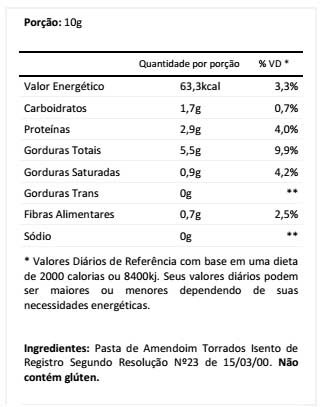 Porção: 10g
Quantidade por porção % VD *
Valor Energético 63,3kcal 3,3%
Carboidratos 1,7g 0,7%
Proteínas 2,9g 4,0%
Gorduras Totais 5,5g 9,9%
Gorduras Saturadas 0,9g 4,2%
Gorduras Trans 0g **
Fibras Alimentares 0,7g 2,5%
Sódio 0g **
* Valores Diários de Referência com base em uma dieta
de 2000 calorias ou 8400kj. Seus valores diários podem
ser maiores ou menores dependendo de suas
necessidades energéticas.
Ingredientes: Pasta de Amendoim Torrados Isento de
Registro Segundo Resolução Nº23 de 15/03/00. Não
contém glúten.